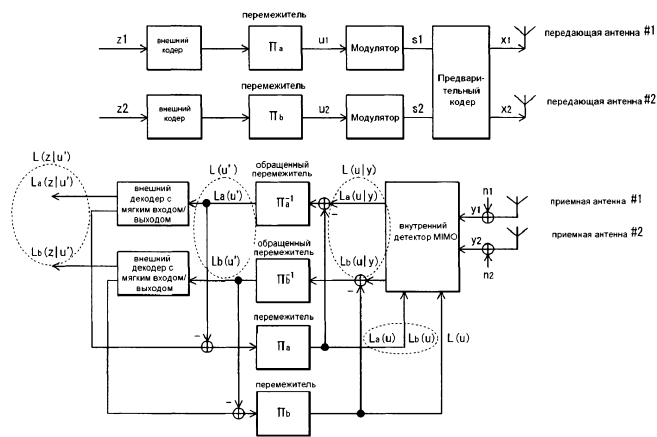 перемежитель
z1
внешний
кодер
Πa
u1
Модулятор
s1
Предвари-
тельный
кодер
x1
передающая антенна #1
перемежитель
z2
внешний
кодер
Πb
u2
Модулятор
s2
x2
передающая антенна #2
L(z|u')
La(z|u')
внешний
декодер с
мягким входом/
выходом
L(u')
La(u')
обращенный
перемежитель
Πa⁻¹
L(u|y)
La(u|y)
–
внутренний
детектор MIMO
y1
n1
приемная антенна #1
y2
n2
приемная антенна #2
Lb(z|u')
внешний
декодер с
мягким входом/
выходом
Lb(u')
обращенный
перемежитель
Πb⁻¹
Lb(u|y)
–
перемежитель
–
Πa
La(u)
Lb(u)
L(u)
перемежитель
–
Πb